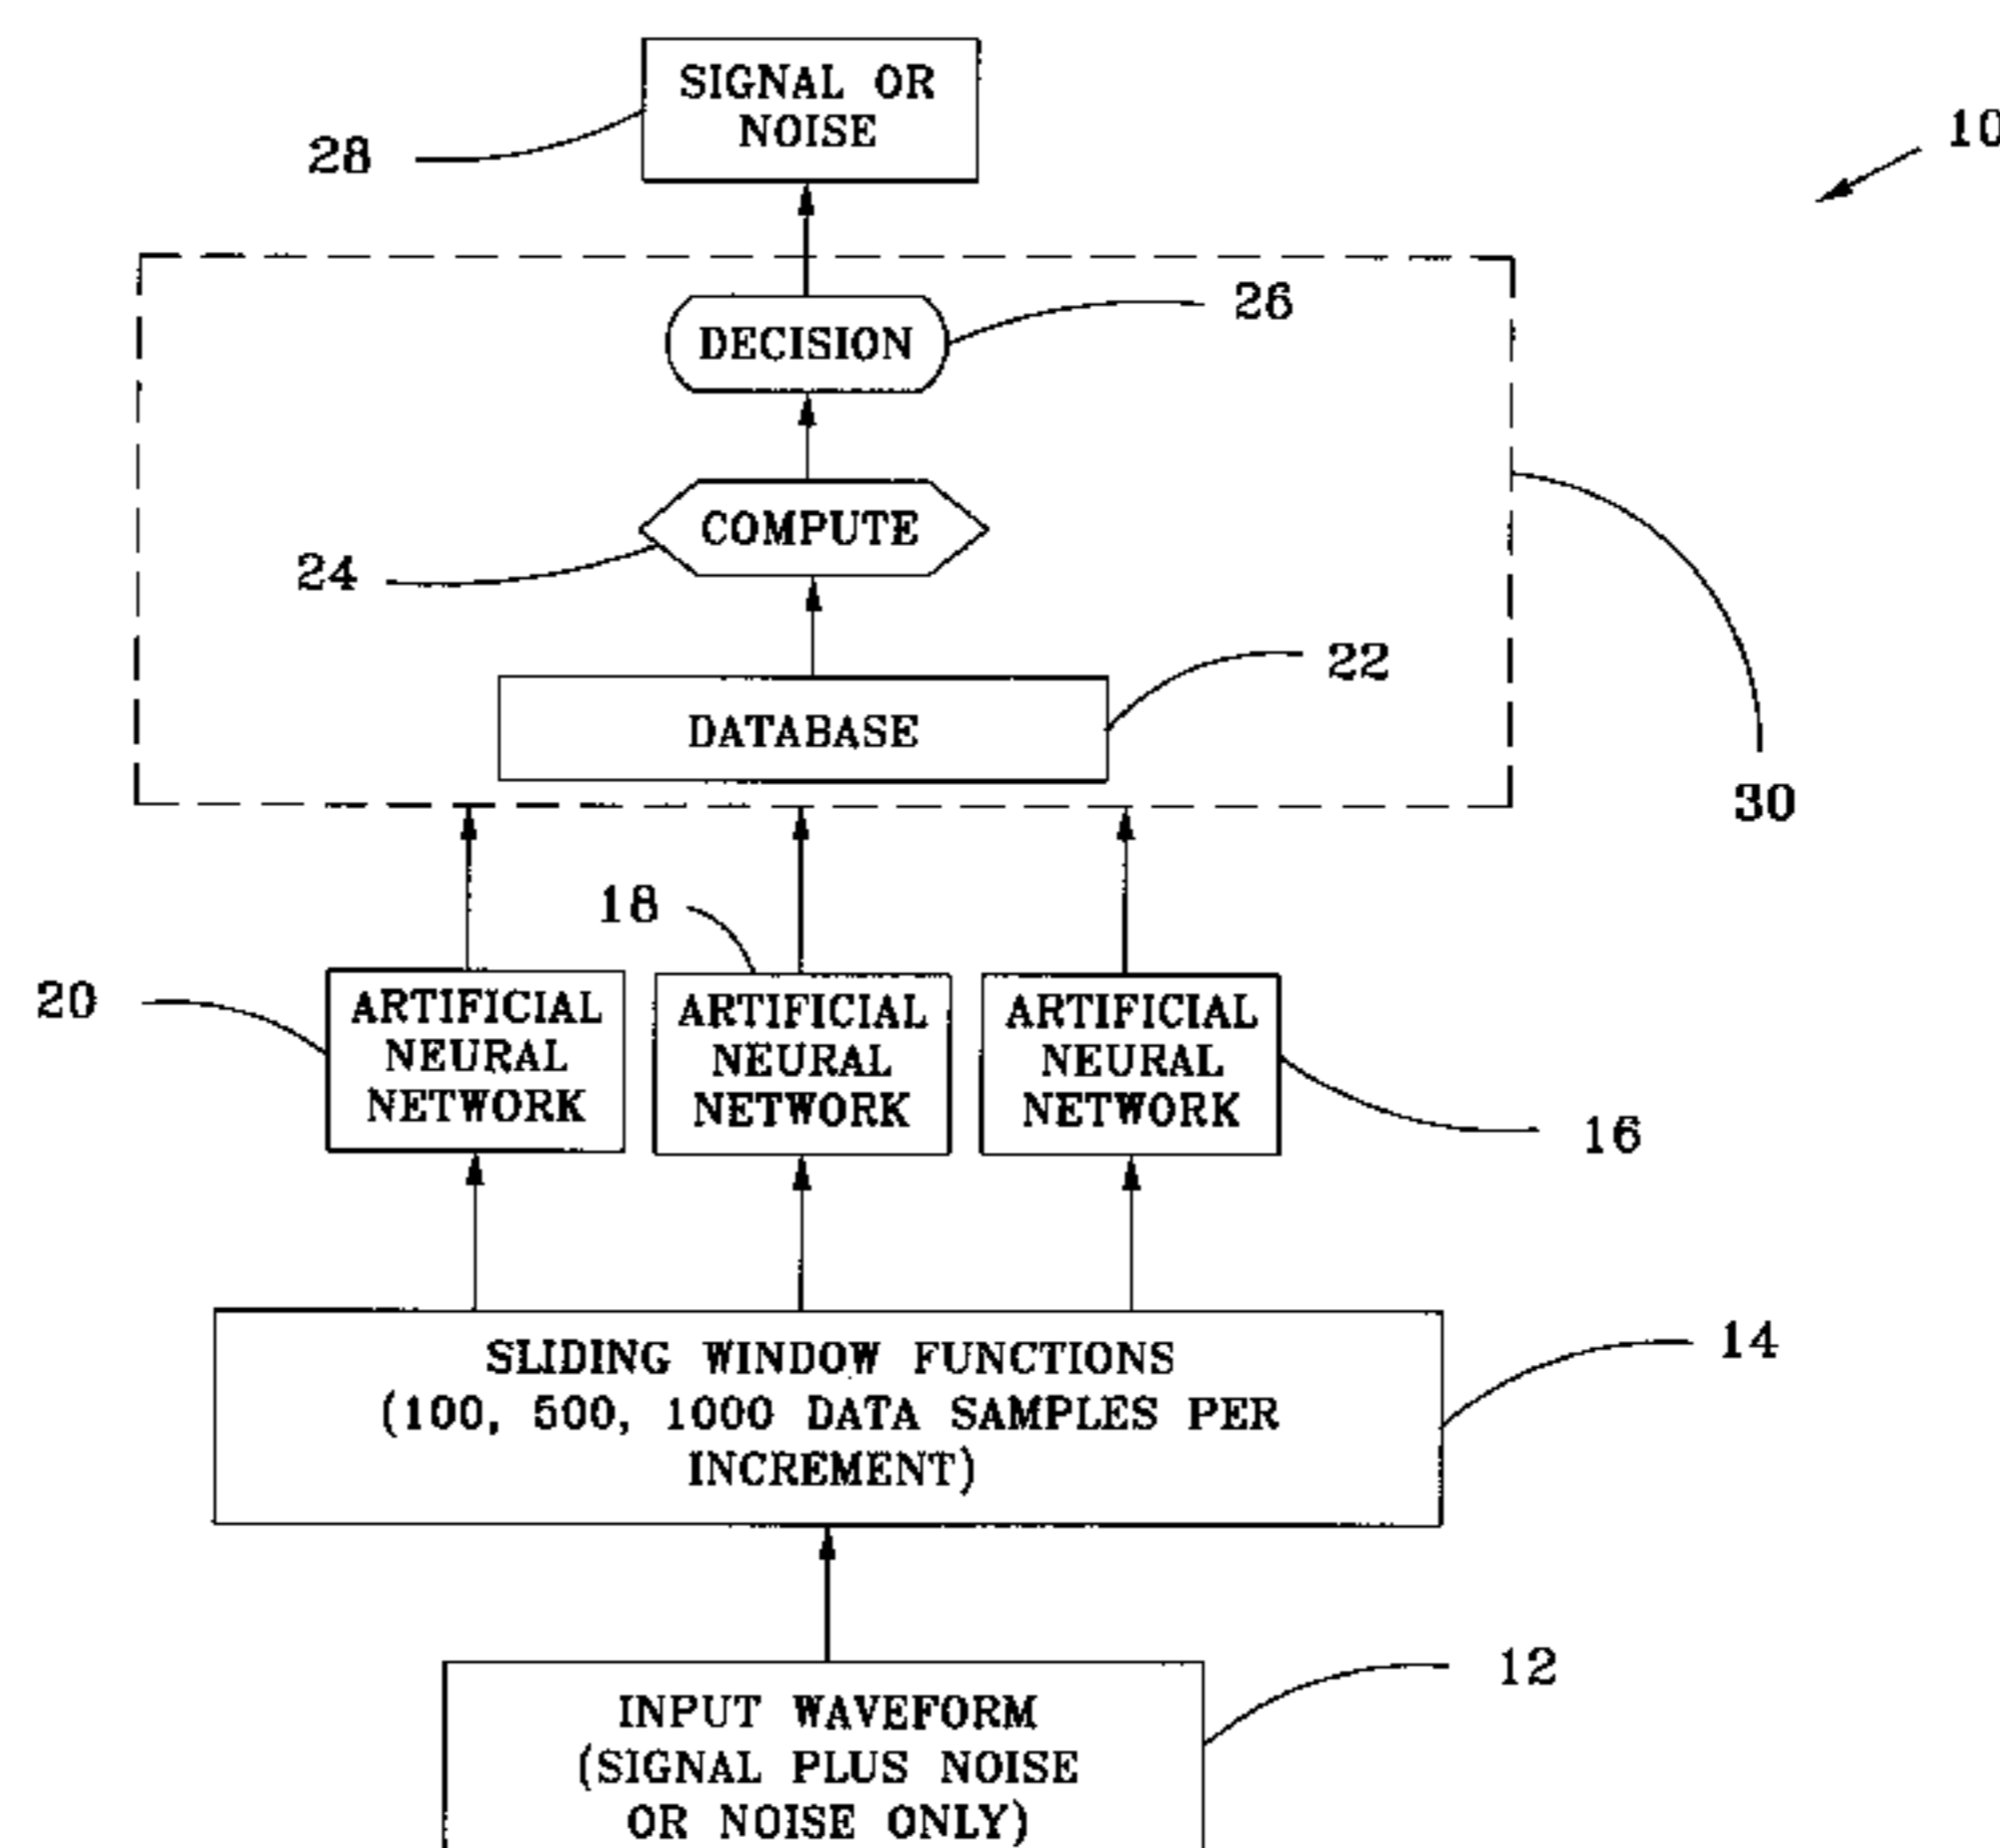 SIGNAL OR
NOISE
28
10
DECISION
26
COMPUTE
24
DATABASE
22
30
18
20
ARTIFICIAL
NEURAL
NETWORK
ARTIFICIAL
NEURAL
NETWORK
ARTIFICIAL
NEURAL
NETWORK
16
SLIDING WINDOW FUNCTIONS
(100, 500, 1000 DATA SAMPLES PER
INCREMENT)
14
12
INPUT WAVEFORM
(SIGNAL PLUS NOISE
OR NOISE ONLY)